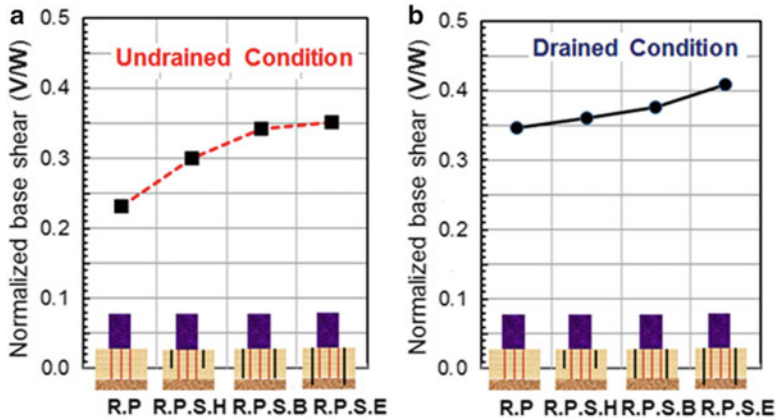 a
Undrained Condition
Normalized base shear (V/W)
0.5
0.4
0.3
0.2
0.1
0.0
R.P R.P.S.H R.P.S.B R.P.S.E
b
Drained Condition
Normalized base shear (V/W)
0.5
0.4
0.3
0.2
0.1
0.0
R.P R.P.S.H R.P.S.B R.P.S.E